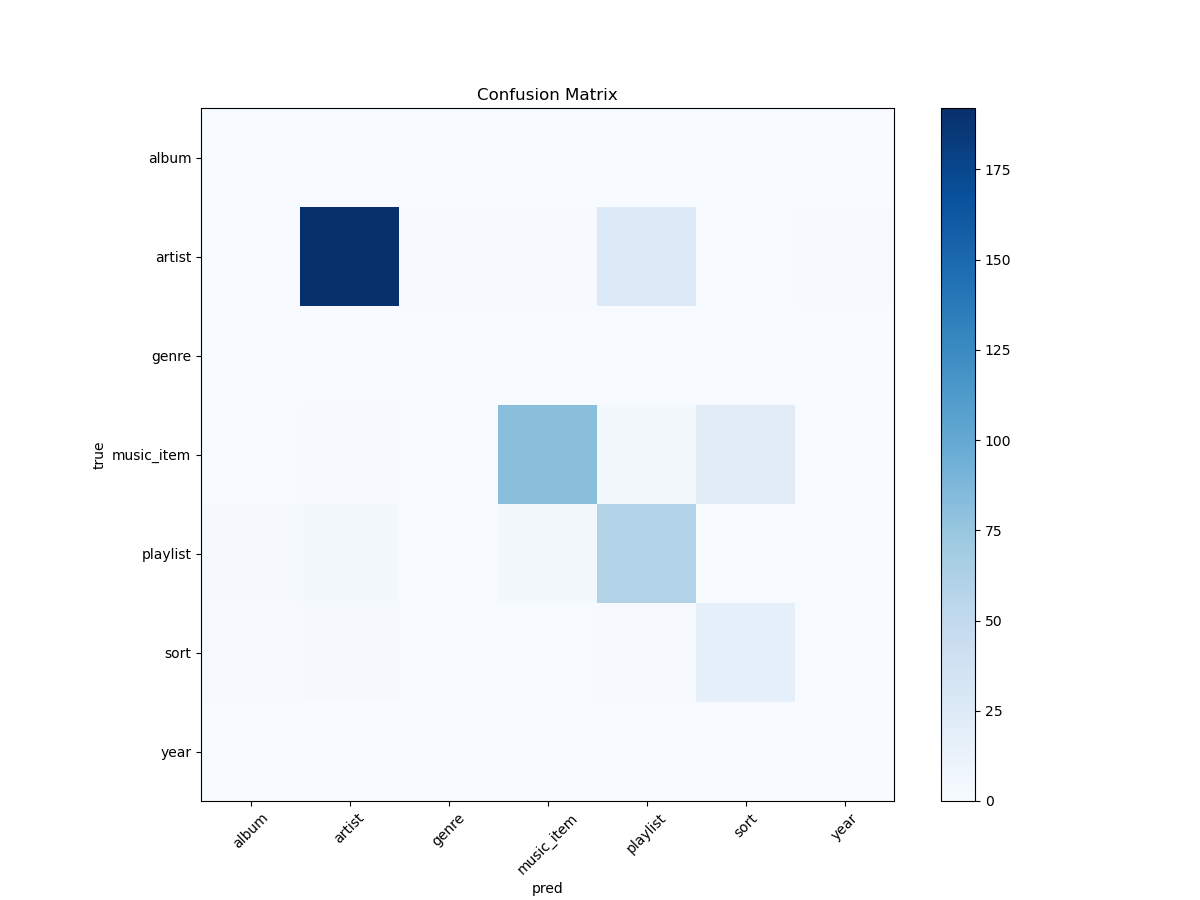 Confusion Matrix
true
album
artist
genre
music_item
playlist
sort
year
album
artist
genre
music_item
playlist
sort
year
pred
175
150
125
100
75
50
25
0